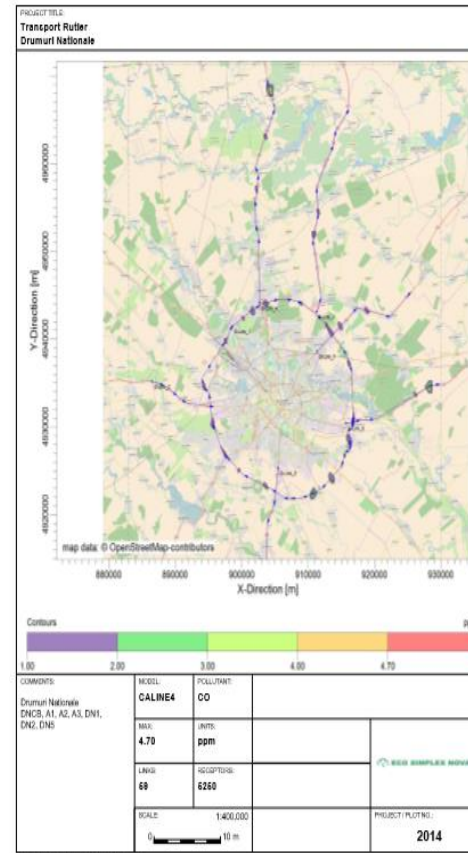 PROJECT TITLE:
Transport Rutier
Drumuri Nationale
Y-Direction [m]
4960000
4950000
4940000
4930000
4920000
map data: © OpenStreetMap contributors
880000 890000 900000 910000 920000 930000
X-Direction [m]
Contours
1.00 2.00 3.00 4.00 4.70
COMMENTS:
Drumuri Nationale
DNCB, A1, A2, A3, DN1,
DN2, DN5
MODEL:
CALINE4
POLLUTANT:
CO
MAX:
4.70
UNITS:
ppm
LINKS:
59
RECEPTORS:
6250
ECO SIMPLEX NOVA
SCALE: 1:400,000
0 10 m
PROJECT / PLOT NO.:
2014